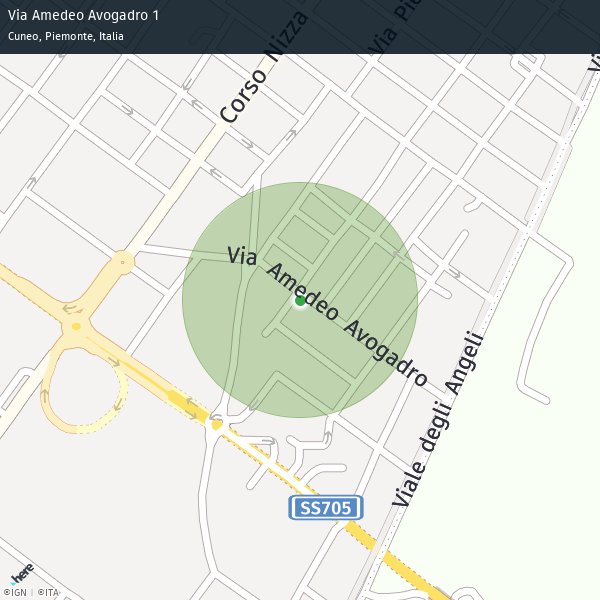 Via Amedeo Avogadro 1
Cuneo, Piemonte, Italia
Corso Nizza
Via Pie
Vi
Via Amedeo Avogadro
Viale degli Angeli
SS705
here
©IGN | ©ITA